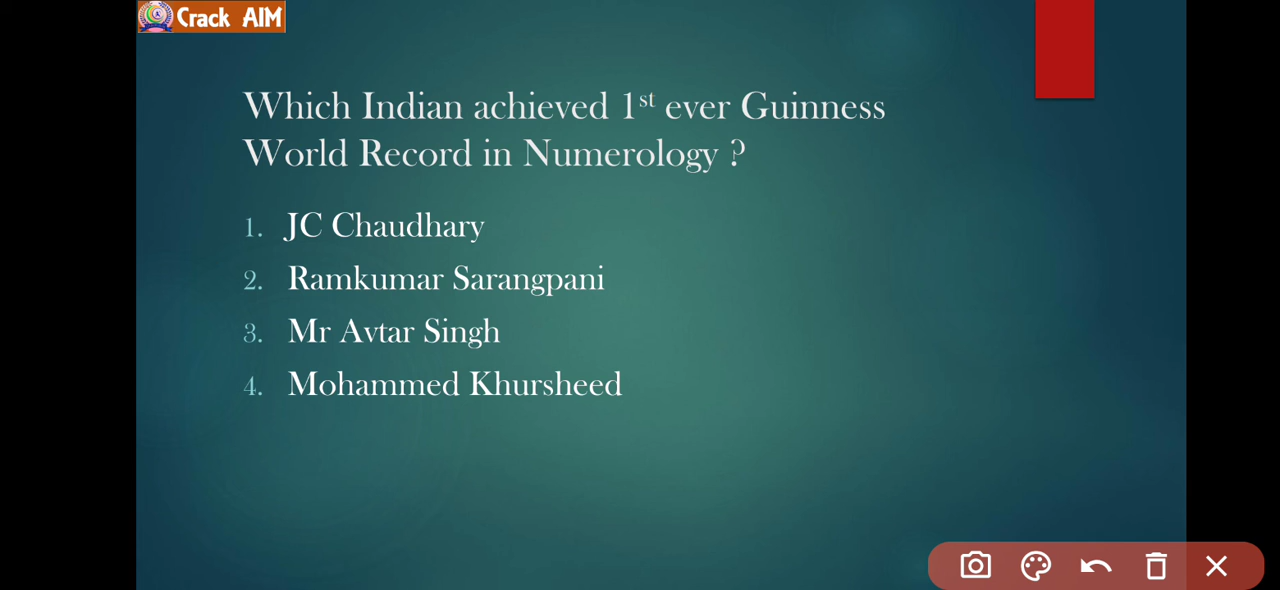 Crack AIM
Which Indian achieved 1st ever Guinness
World Record in Numerology ?
1. JC Chaudhary
2. Ramkumar Sarangpani
3. Mr Avtar Singh
4. Mohammed Khursheed